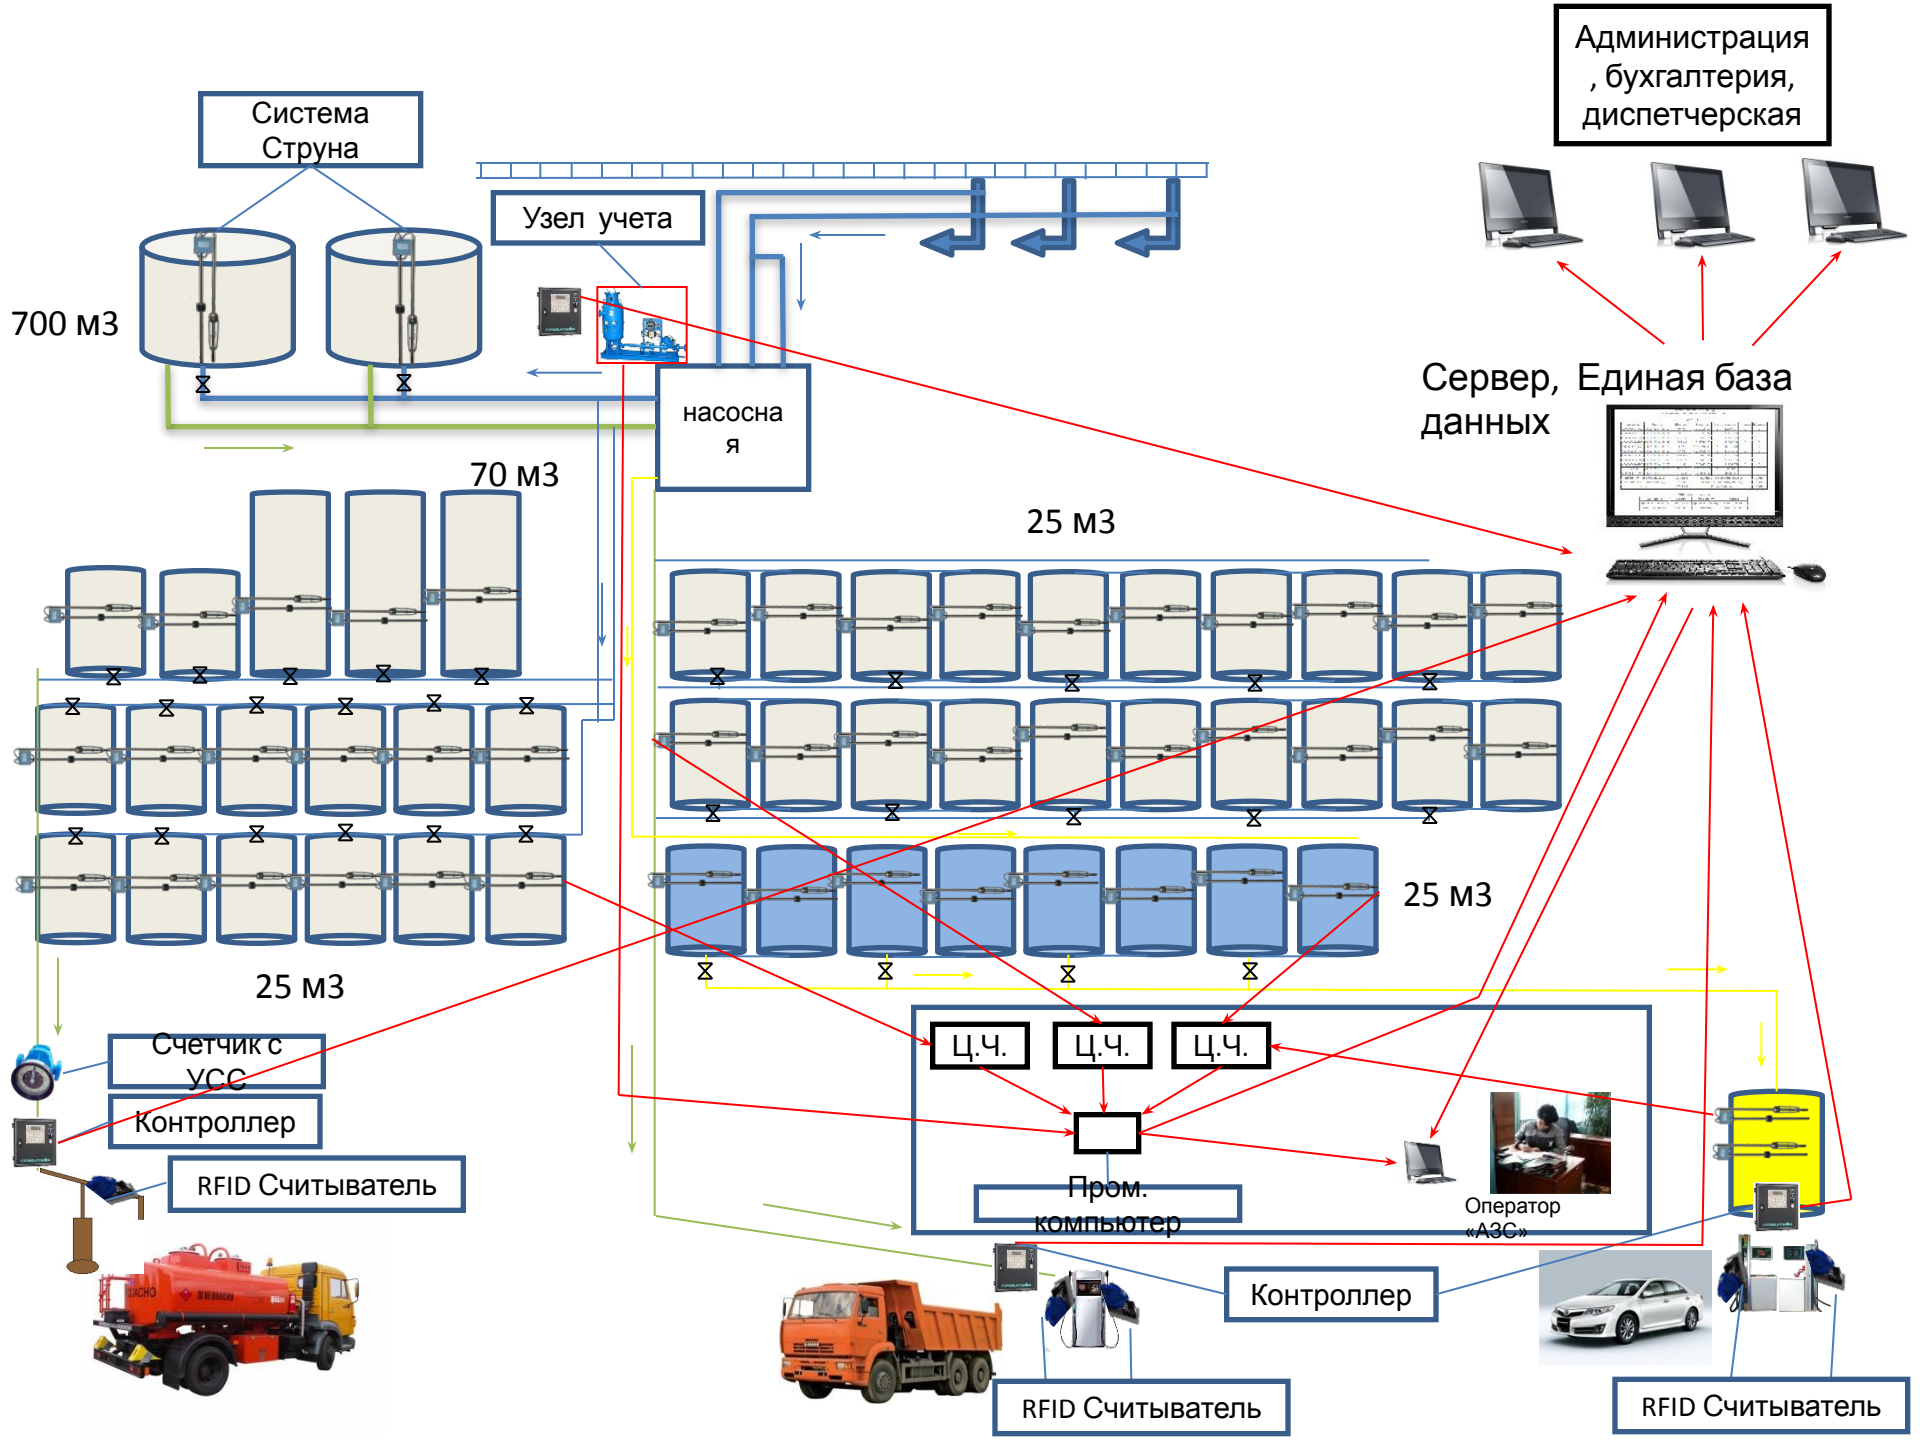 Администрация
, бухгалтерия,
диспетчерская
Система
Струна
Узел учета
700 м3
насосна
я
Сервер, Единая база
данных
70 м3
25 м3
25 м3
25 м3
Счетчик с
УСС
Контроллер
RFID Считыватель
Ц.Ч.
Ц.Ч.
Ц.Ч.
Пром.
компьютер
Оператор
«АЗС»
Контроллер
RFID Считыватель
RFID Считыватель